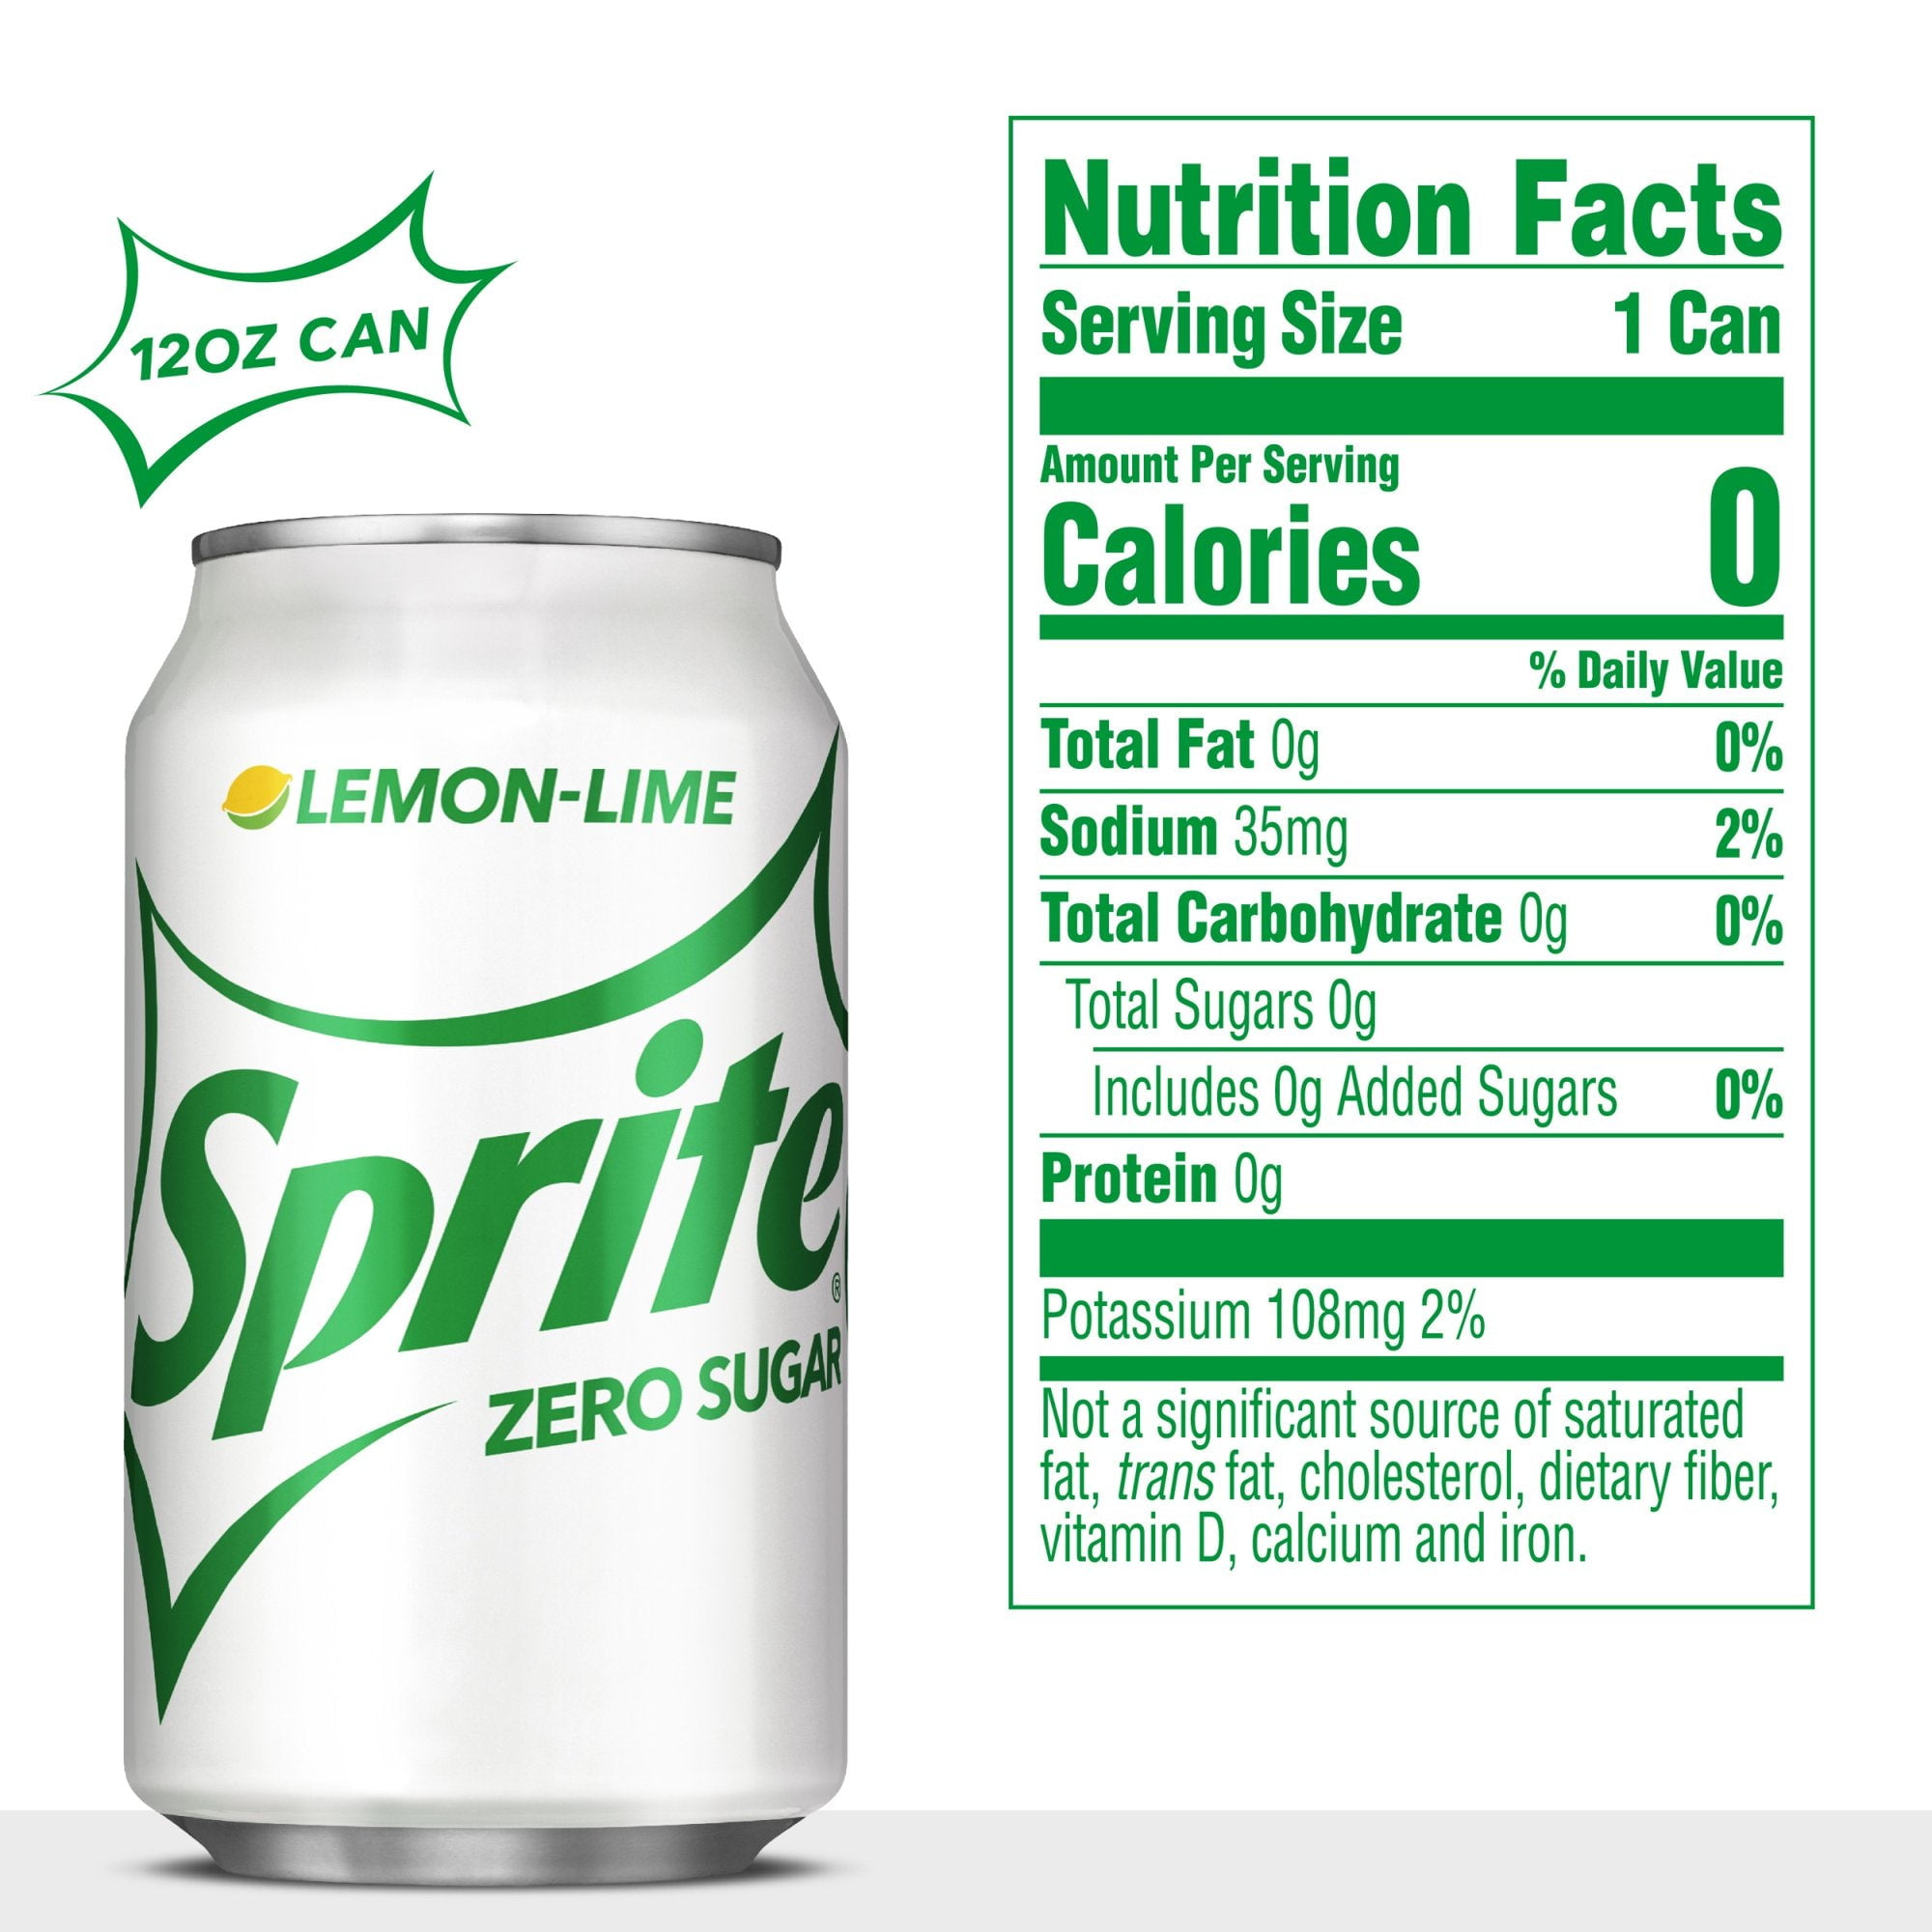 12OZ CAN
LEMON-LIME
Sprite®
ZERO SUGAR
Nutrition Facts
Serving Size 1 Can
Amount Per Serving
Calories 0
% Daily Value
Total Fat 0g 0%
Sodium 35mg 2%
Total Carbohydrate 0g 0%
Total Sugars 0g
Includes 0g Added Sugars 0%
Protein 0g
Potassium 108mg 2%
Not a significant source of saturated
fat, trans fat, cholesterol, dietary fiber,
vitamin D, calcium and iron.